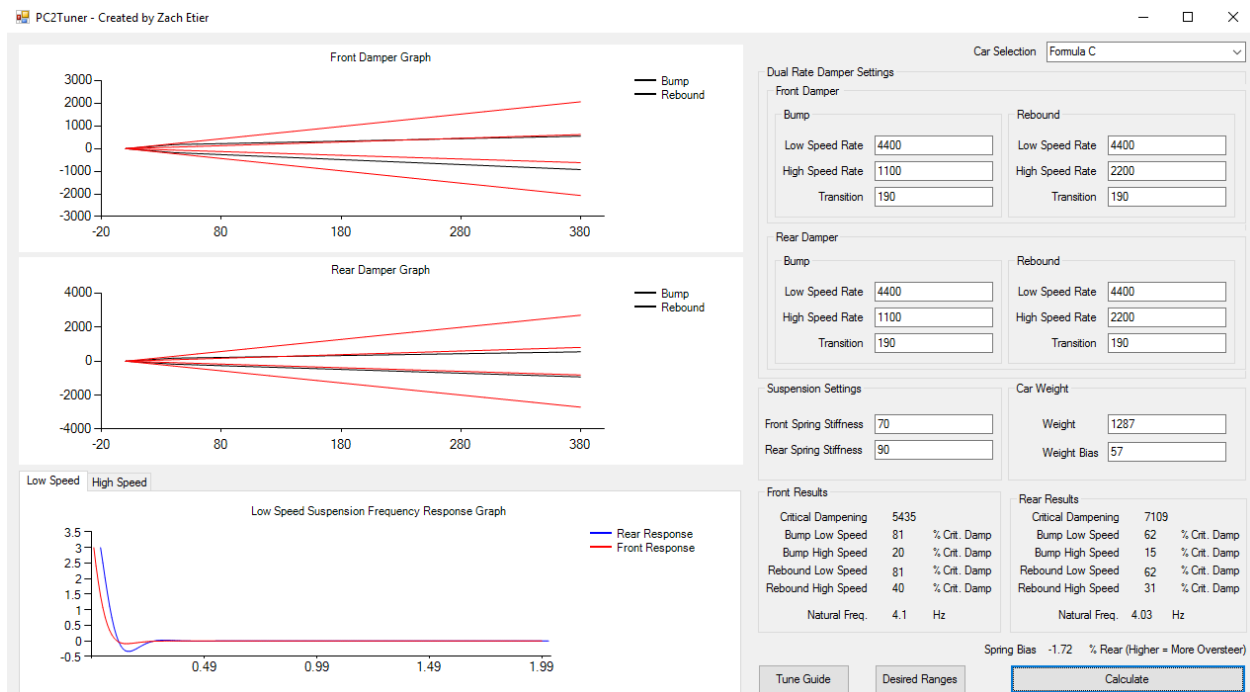 PC2Tuner - Created by Zach Etier
Front Damper Graph
3000
2000
1000
0
-1000
-2000
-3000
-20 80 180 280 380
Bump
Rebound
Rear Damper Graph
4000
2000
0
-2000
-4000
-20 80 180 280 380
Bump
Rebound
Low Speed High Speed
Low Speed Suspension Frequency Response Graph
3.5
3
2.5
2
1.5
1
0.5
0
-0.5
0.49 0.99 1.49 1.99
Rear Response
Front Response
Car Selection Formula C
Dual Rate Damper Settings
Front Damper
Bump
Low Speed Rate 4400
High Speed Rate 1100
Transition 190
Rebound
Low Speed Rate 4400
High Speed Rate 2200
Transition 190
Rear Damper
Bump
Low Speed Rate 4400
High Speed Rate 1100
Transition 190
Rebound
Low Speed Rate 4400
High Speed Rate 2200
Transition 190
Suspension Settings
Front Spring Stiffness 70
Rear Spring Stiffness 90
Car Weight
Weight 1287
Weight Bias 57
Front Results
Critical Dampening 5435
Bump Low Speed 81 % Crit. Damp
Bump High Speed 20 % Crit. Damp
Rebound Low Speed 81 % Crit. Damp
Rebound High Speed 40 % Crit. Damp
Natural Freq. 4.1 Hz
Rear Results
Critical Dampening 7109
Bump Low Speed 62 % Crit. Damp
Bump High Speed 15 % Crit. Damp
Rebound Low Speed 62 % Crit. Damp
Rebound High Speed 31 % Crit. Damp
Natural Freq. 4.03 Hz
Spring Bias -1.72 % Rear (Higher = More Oversteer)
Tune Guide Desired Ranges Calculate